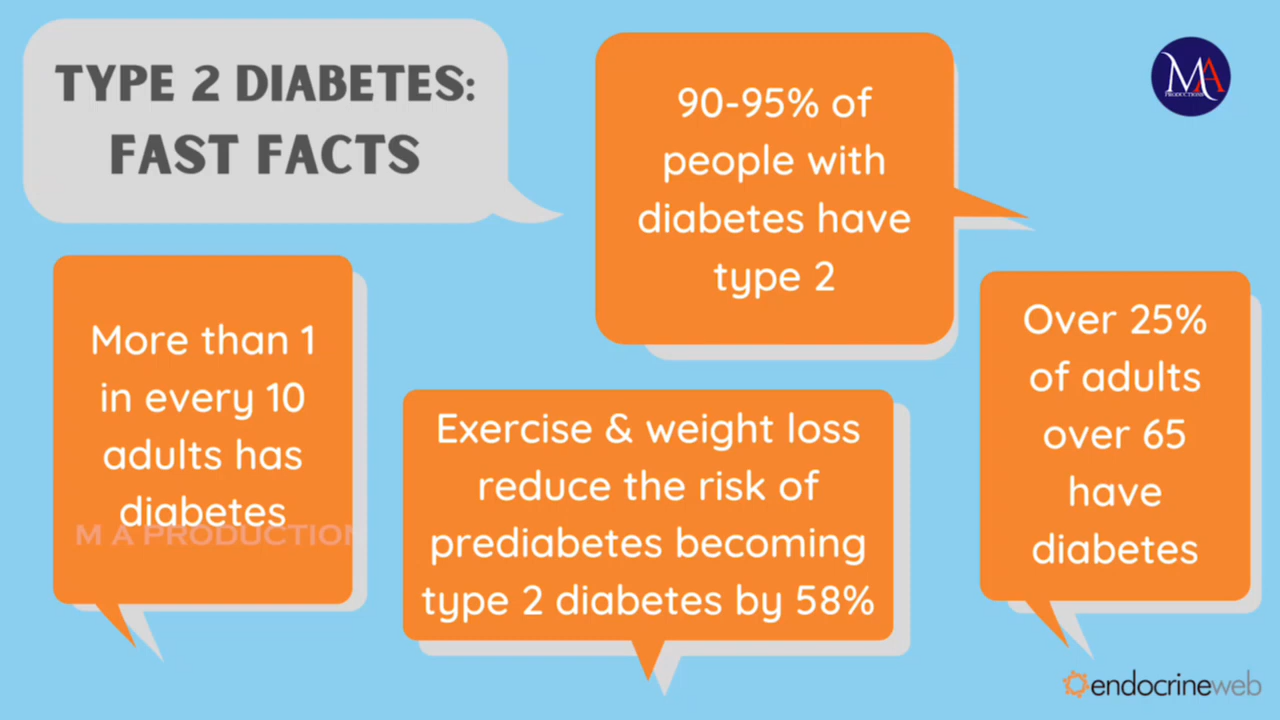 TYPE 2 DIABETES:
FAST FACTS
90-95% of
people with
diabetes have
type 2
MA
PRODUCTIONS
More than 1
in every 10
adults has
diabetes
M A PRODUCTION
Exercise & weight loss
reduce the risk of
prediabetes becoming
type 2 diabetes by 58%
Over 25%
of adults
over 65
have
diabetes
endocrineweb